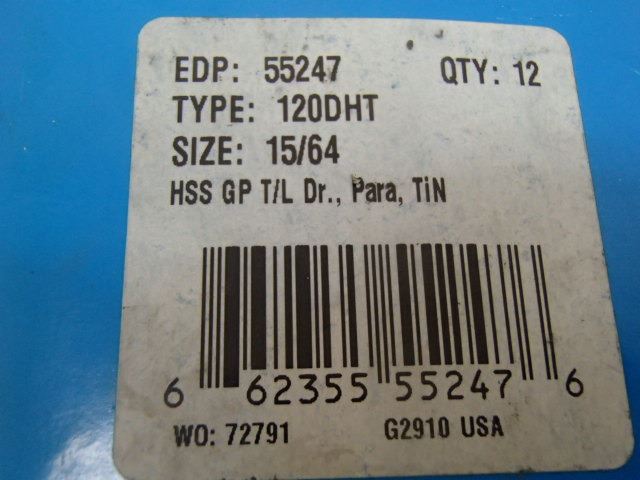 EDP: 55247 QTY: 12
TYPE: 120DHT
SIZE: 15/64
HSS GP T/L Dr., Para, TiN
6 62355 55247 6
WO: 72791 G2910 USA